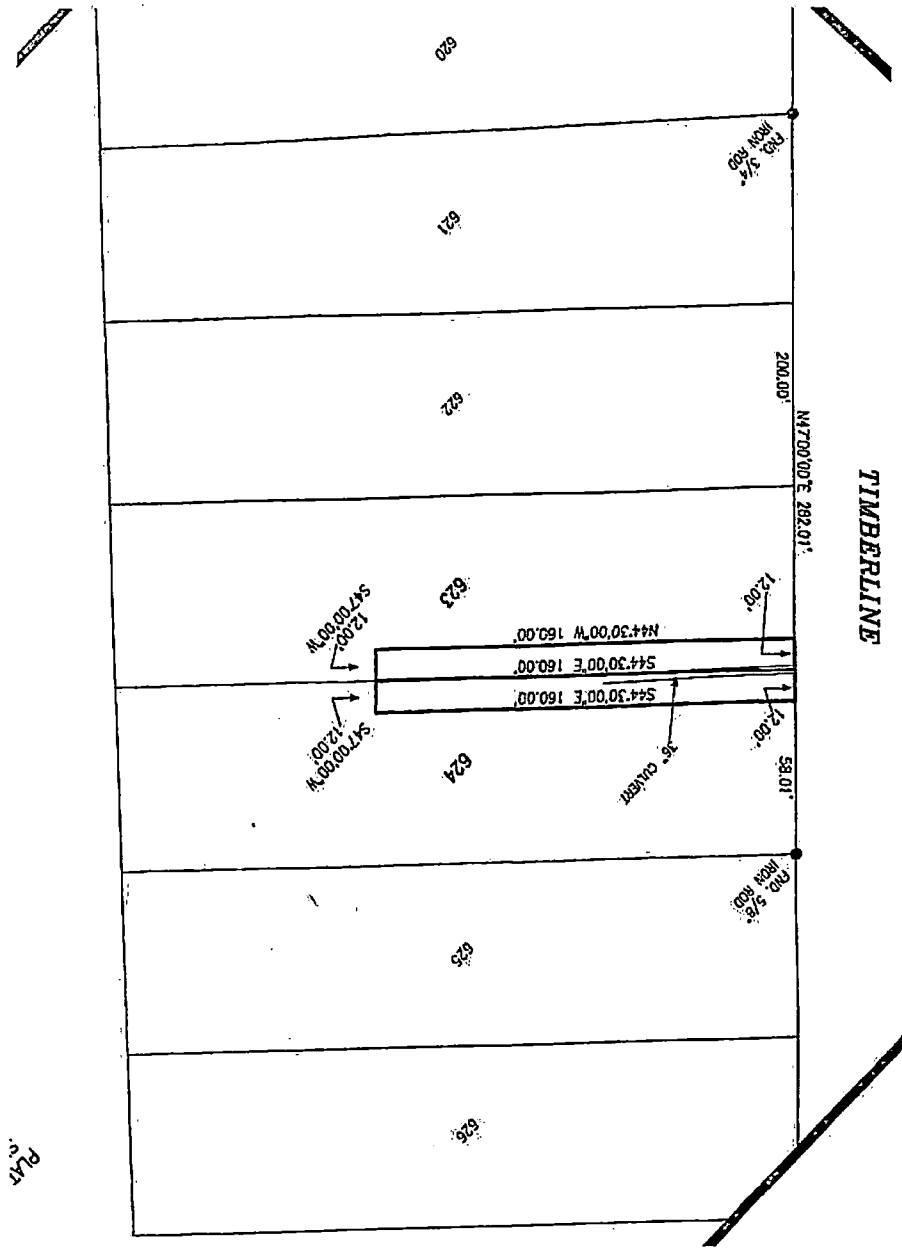 620
FND. 3/4"
IRON ROD
621
200.00'
622
N47°00'00"E 282.01'
TIMBERLINE
623
12.00'
S47°00'00"W
12.00'
N44°30'00"W 160.00'
S44°30'00"E 160.00'
S44°30'00"E 160.00'
S47°00'00"W
12.00'
12.00'
36" CULVERT
624
58.01'
FND. 5/8"
IRON ROD
625
626
PLAT